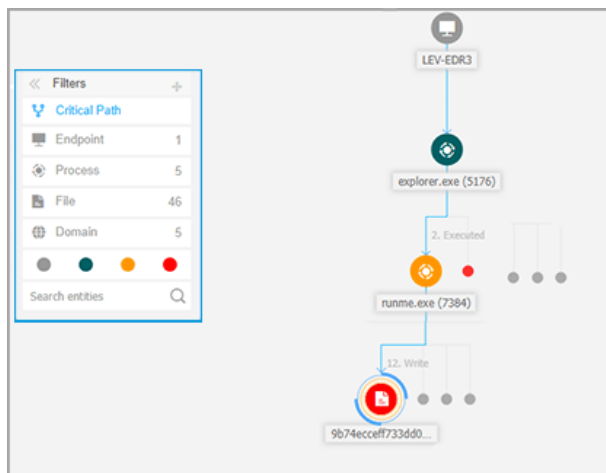 LEV-EDR3
Filters
Critical Path
Endpoint 1
Process 5
File 46
Domain 5
Search entities
explorer.exe (5176)
2. Executed
runme.exe (7384)
12. Write
9b74ecceff733dd0...